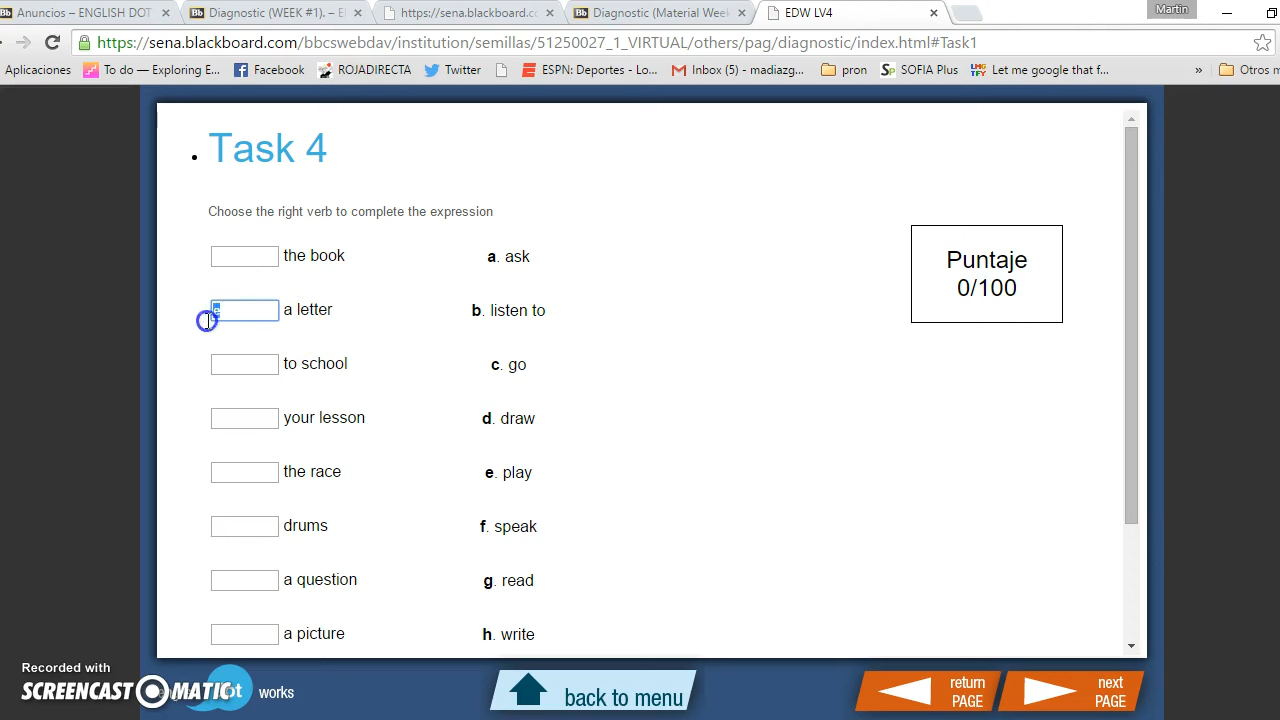 Anuncios – ENGLISH DOT
Diagnostic (WEEK #1). – E
https://sena.blackboard.co
Diagnostic (Material Week
EDW LV4
Martin
https://sena.blackboard.com/bbcswebdav/institution/semillas/51250027_1_VIRTUAL/others/pag/diagnostic/index.html#Task1
Aplicaciones
To do — Exploring E...
Facebook
ROJADIRECTA
Twitter
ESPN: Deportes - Lo...
Inbox (5) - madiazg...
pron
SOFIA Plus
Let me google that f...
»
Otros m
• Task 4
Choose the right verb to complete the expression
the book a. ask
a letter b. listen to
to school c. go
your lesson d. draw
the race e. play
drums f. speak
a question g. read
a picture h. write
Puntaje
0/100
Recorded with
SCREENCAST MATIC
works
back to menu
return
PAGE
next
PAGE